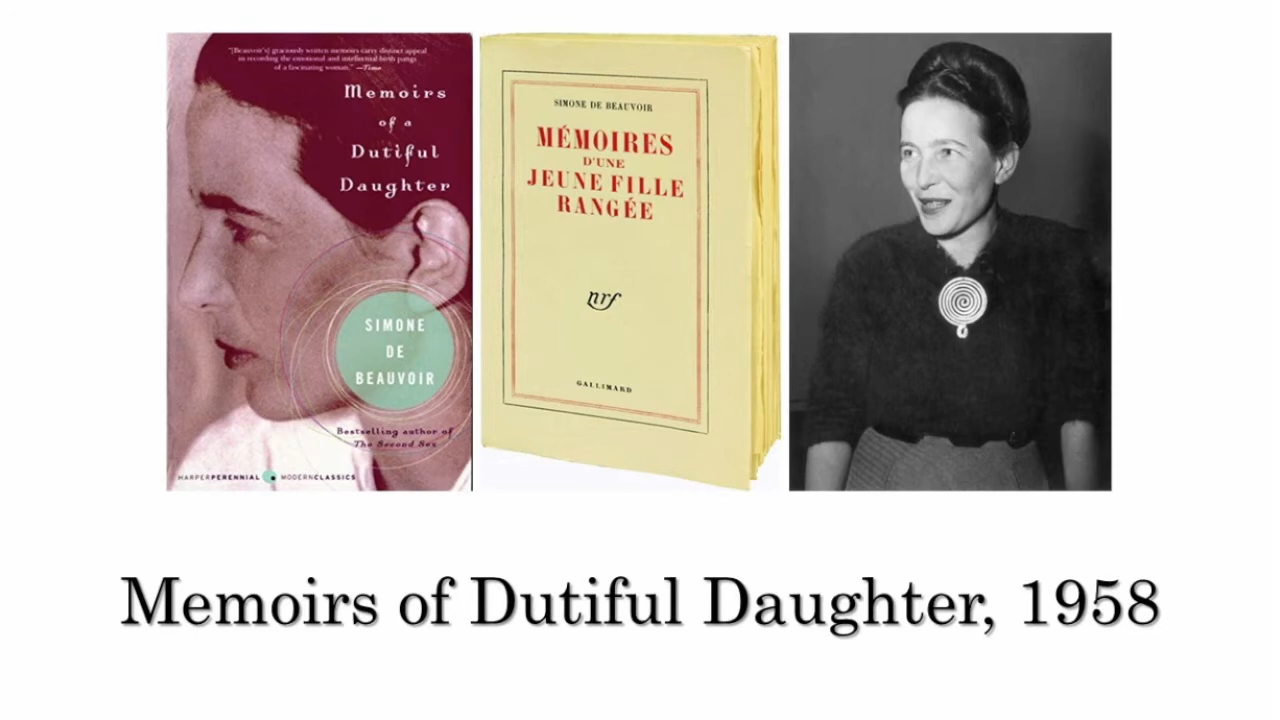 "[Beauvoir's] graciously written memoirs carry distinct appeal
in recording the emotional and intellectual birth pangs
of a fascinating woman." —Time
Memoirs
of a
Dutiful
Daughter
SIMONE
DE
BEAUVOIR
Bestselling author of
The Second Sex
HARPERPERENNIAL MODERNCLASSICS
SIMONE DE BEAUVOIR
MÉMOIRES
D'UNE
JEUNE FILLE
RANGÉE
nrf
GALLIMARD
Memoirs of Dutiful Daughter, 1958